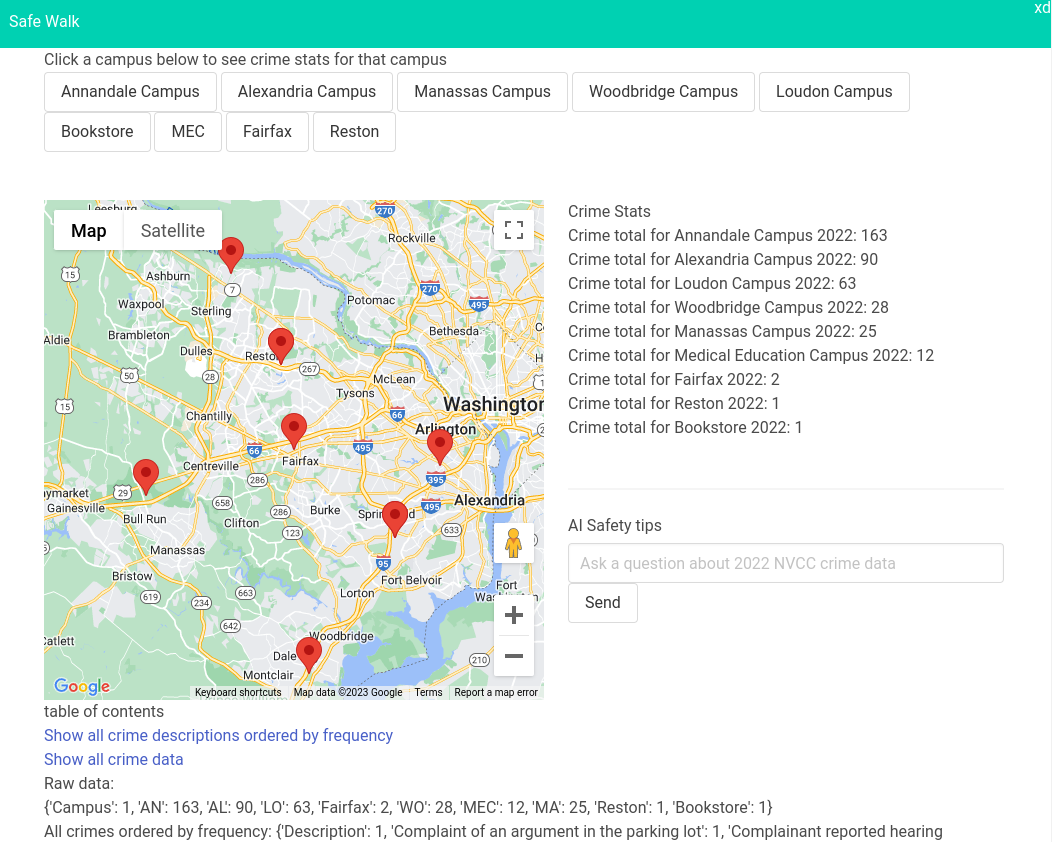 Safe Walk
xd
Click a campus below to see crime stats for that campus
Annandale Campus Alexandria Campus Manassas Campus Woodbridge Campus Loudon Campus
Bookstore MEC Fairfax Reston
Map Satellite
Leesburg
270
Rockville
15
Ashburn
7
270
495
Waxpool
Sterling
Potomac
Aldie
Brambleton
Bethesda
Dulles
Reston
267
50
28
McLean
15
Tysons
Chantilly
66
Washington
Arlington
66
495
Centreville
Fairfax
29
286
395
Gainesville
658
286
Burke
495
Alexandria
Bull Run
Clifton
123
633
Manassas
95
Bristow
Fort Belvoir
Fort
619
663
Lorton
234
642
Woodbridge
Dale
210
Montclair
Google
Keyboard shortcuts Map data ©2023 Google Terms Report a map error
Crime Stats
Crime total for Annandale Campus 2022: 163
Crime total for Alexandria Campus 2022: 90
Crime total for Loudon Campus 2022: 63
Crime total for Woodbridge Campus 2022: 28
Crime total for Manassas Campus 2022: 25
Crime total for Medical Education Campus 2022: 12
Crime total for Fairfax 2022: 2
Crime total for Reston 2022: 1
Crime total for Bookstore 2022: 1
AI Safety tips
Ask a question about 2022 NVCC crime data
Send
table of contents
Show all crime descriptions ordered by frequency
Show all crime data
Raw data:
{'Campus': 1, 'AN': 163, 'AL': 90, 'LO': 63, 'Fairfax': 2, 'WO': 28, 'MEC': 12, 'MA': 25, 'Reston': 1, 'Bookstore': 1}
All crimes ordered by frequency: {'Description': 1, 'Complaint of an argument in the parking lot': 1, 'Complainant reported hearing